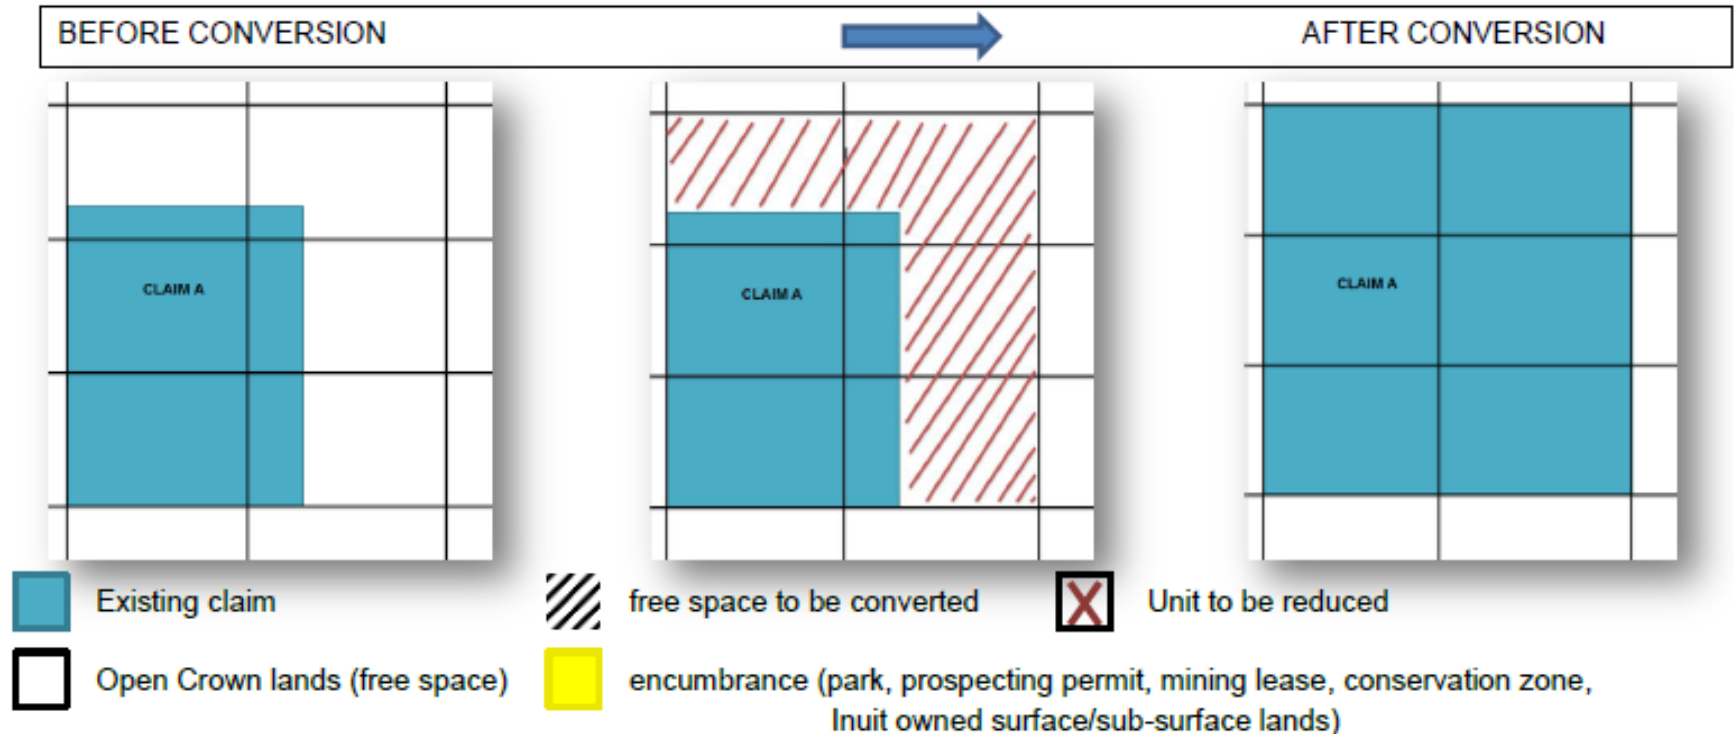 BEFORE CONVERSION AFTER CONVERSION
CLAIM A
CLAIM A
CLAIM A
Existing claim
free space to be converted
Unit to be reduced
Open Crown lands (free space)
encumbrance (park, prospecting permit, mining lease, conservation zone,
Inuit owned surface/sub-surface lands)